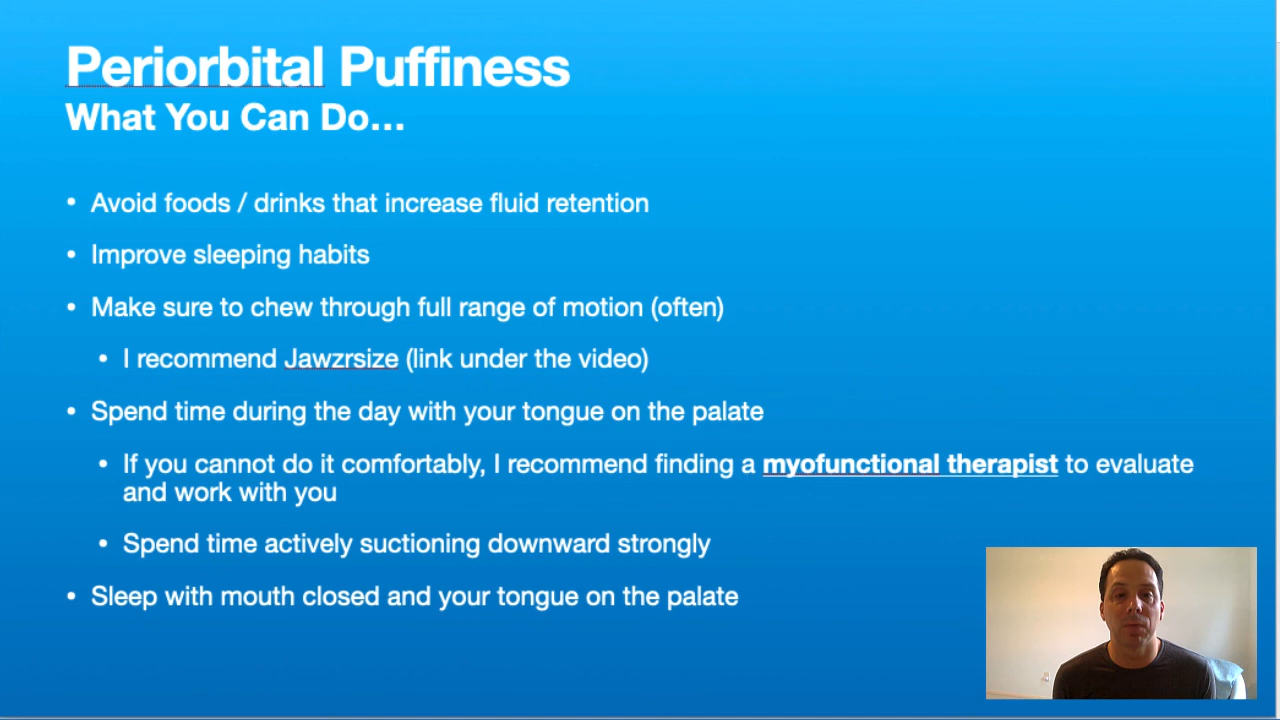 Periorbital Puffiness
What You Can Do...
• Avoid foods / drinks that increase fluid retention
• Improve sleeping habits
• Make sure to chew through full range of motion (often)
• I recommend Jawzrsize (link under the video)
• Spend time during the day with your tongue on the palate
• If you cannot do it comfortably, I recommend finding a myofunctional therapist to evaluate
and work with you
• Spend time actively suctioning downward strongly
• Sleep with mouth closed and your tongue on the palate